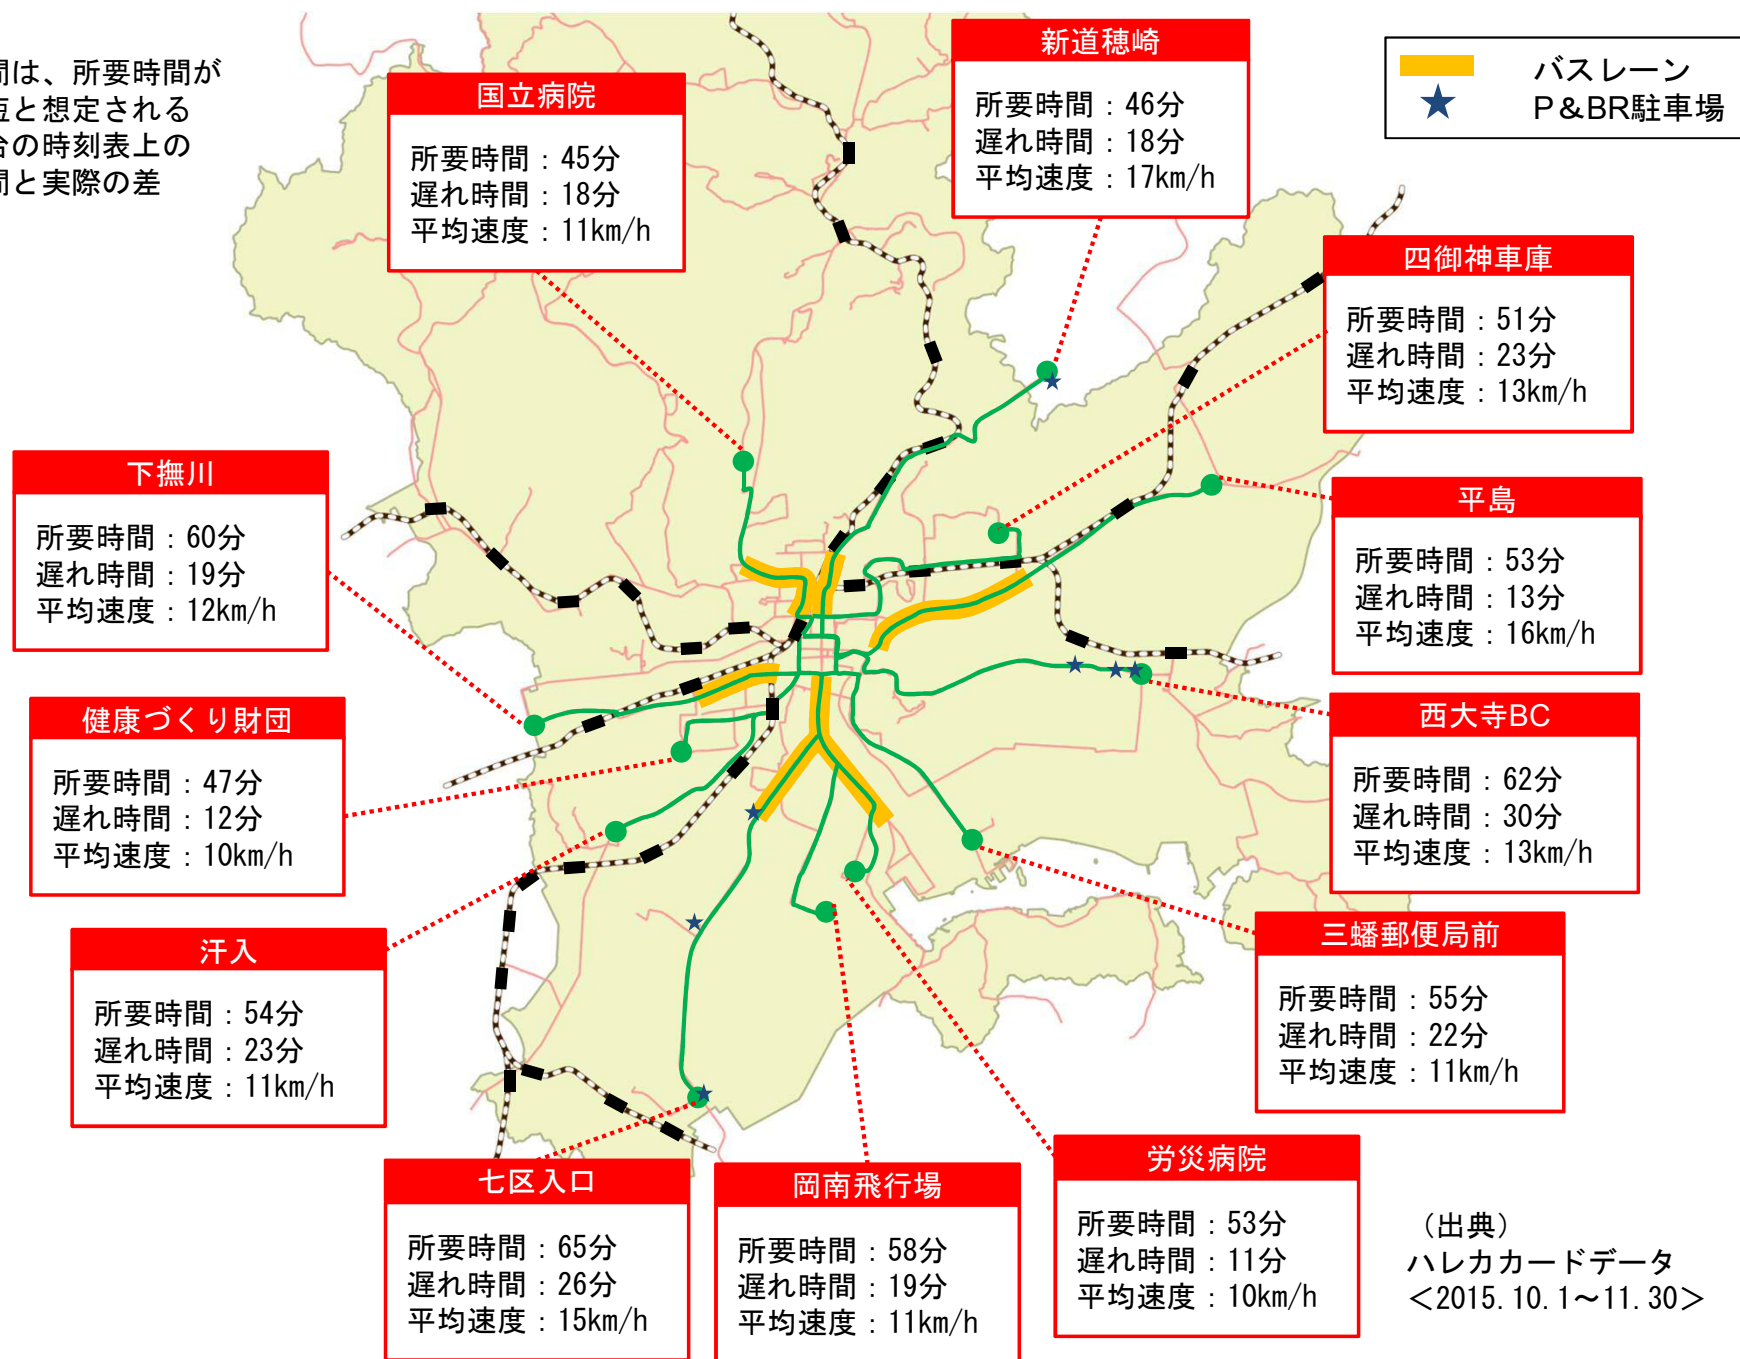 間は、所要時間が
短と想定される
合の時刻表上の
間と実際の差
バスレーン
P&BR駐車場
国立病院
所要時間：45分
遅れ時間：18分
平均速度：11km/h
新道穂崎
所要時間：46分
遅れ時間：18分
平均速度：17km/h
四御神車庫
所要時間：51分
遅れ時間：23分
平均速度：13km/h
下撫川
所要時間：60分
遅れ時間：19分
平均速度：12km/h
平島
所要時間：53分
遅れ時間：13分
平均速度：16km/h
健康づくり財団
所要時間：47分
遅れ時間：12分
平均速度：10km/h
西大寺BC
所要時間：62分
遅れ時間：30分
平均速度：13km/h
汗入
所要時間：54分
遅れ時間：23分
平均速度：11km/h
三蟠郵便局前
所要時間：55分
遅れ時間：22分
平均速度：11km/h
七区入口
所要時間：65分
遅れ時間：26分
平均速度：15km/h
岡南飛行場
所要時間：58分
遅れ時間：19分
平均速度：11km/h
労災病院
所要時間：53分
遅れ時間：11分
平均速度：10km/h
（出典）
ハレカカードデータ
＜2015.10.1～11.30＞